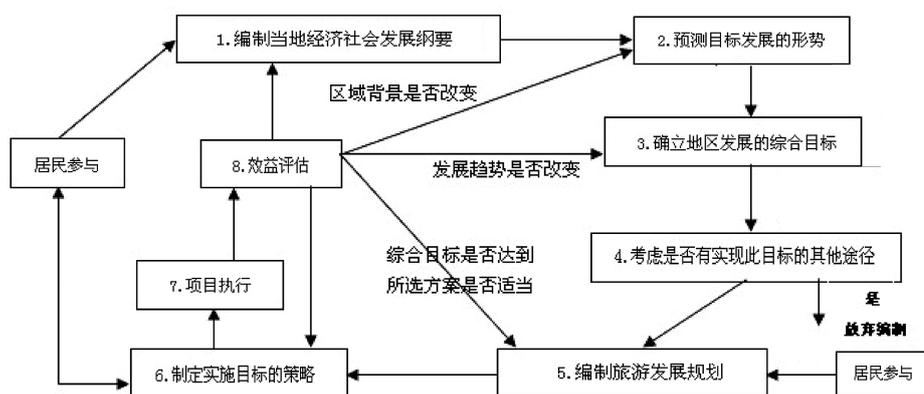 1.编制当地经济社会发展纲要
2.预测目标发展的形势
区域背景是否改变
居民参与
8.效益评估
3.确立地区发展的综合目标
发展趋势是否改变
综合目标是否达到
所选方案是否适当
4.考虑是否有实现此目标的其他途径
7.项目执行
是
放弃编制
6.制定实施目标的策略
5.编制旅游发展规划
居民参与